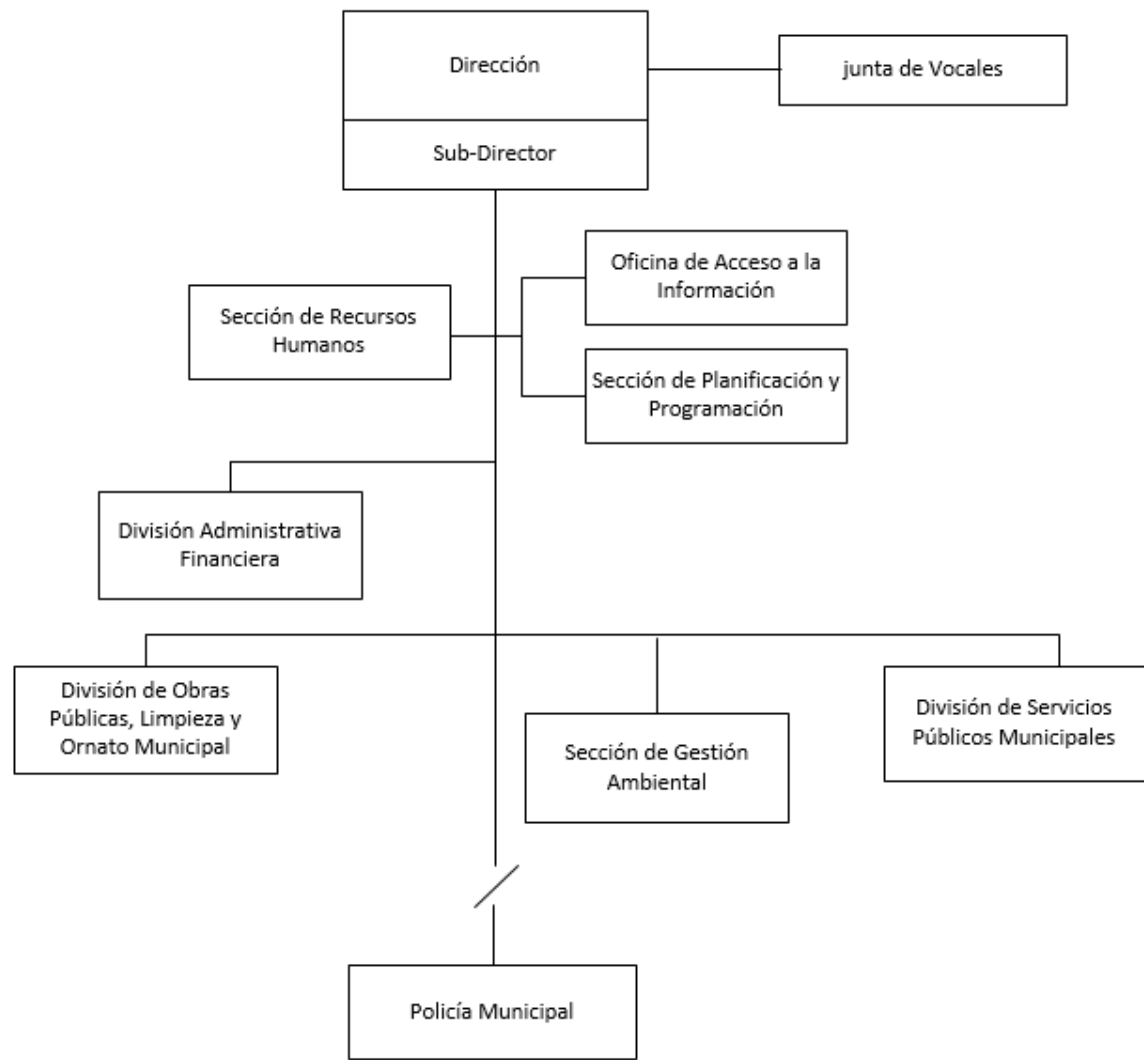 Dirección
junta de Vocales
Sub-Director
Oficina de Acceso a la
Información
Sección de Recursos
Humanos
Sección de Planificación y
Programación
División Administrativa
Financiera
División de Obras
Públicas, Limpieza y
Ornato Municipal
Sección de Gestión
Ambiental
División de Servicios
Públicos Municipales
Policía Municipal